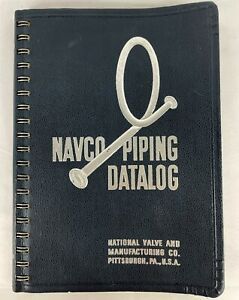 NAVCO PIPING
DATALOG
NATIONAL VALVE AND
MANUFACTURING CO.
PITTSBURGH, PA., U.S.A.